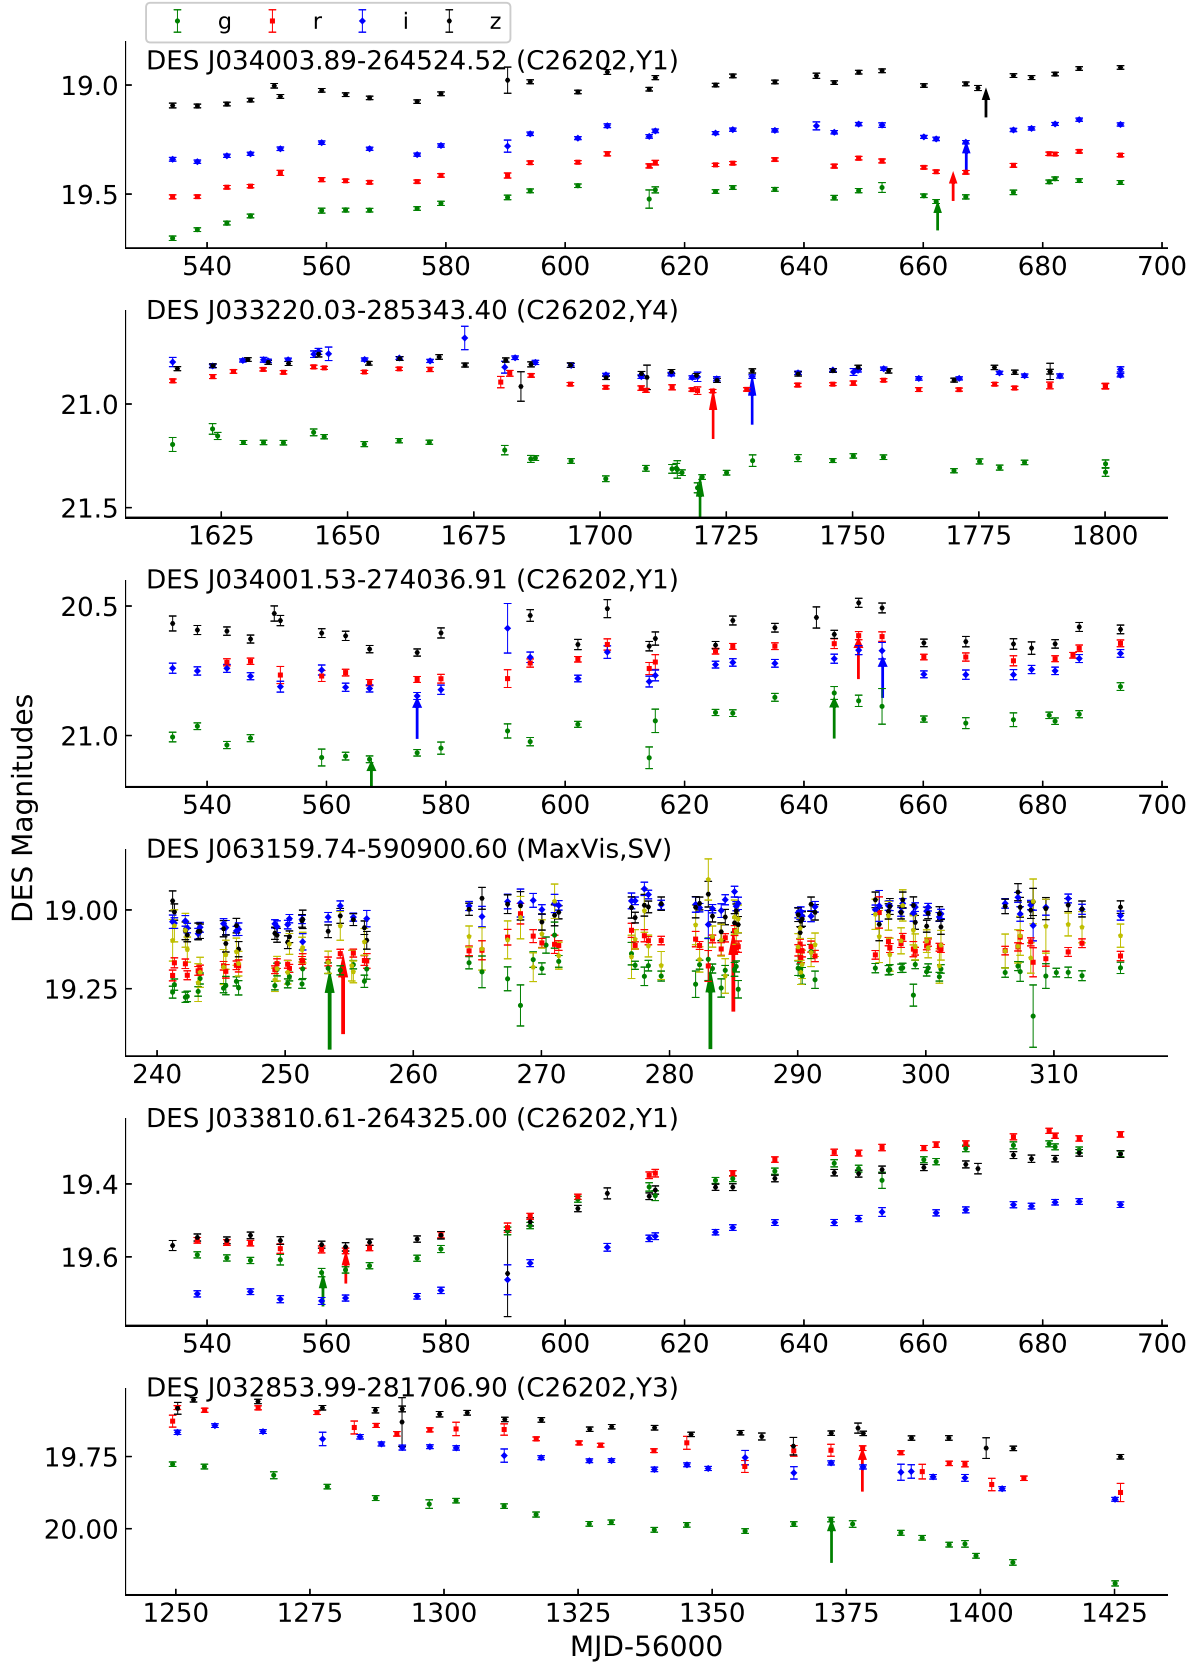 g r i z
DES J034003.89-264524.52 (C26202,Y1)
19.0
19.5
540 560 580 600 620 640 660 680 700
DES J033220.03-285343.40 (C26202,Y4)
21.0
21.5
1625 1650 1675 1700 1725 1750 1775 1800
DES J034001.53-274036.91 (C26202,Y1)
20.5
21.0
540 560 580 600 620 640 660 680 700
DES Magnitudes
DES J063159.74-590900.60 (MaxVis,SV)
19.00
19.25
240 250 260 270 280 290 300 310
DES J033810.61-264325.00 (C26202,Y1)
19.4
19.6
540 560 580 600 620 640 660 680 700
DES J032853.99-281706.90 (C26202,Y3)
19.75
20.00
1250 1275 1300 1325 1350 1375 1400 1425
MJD-56000